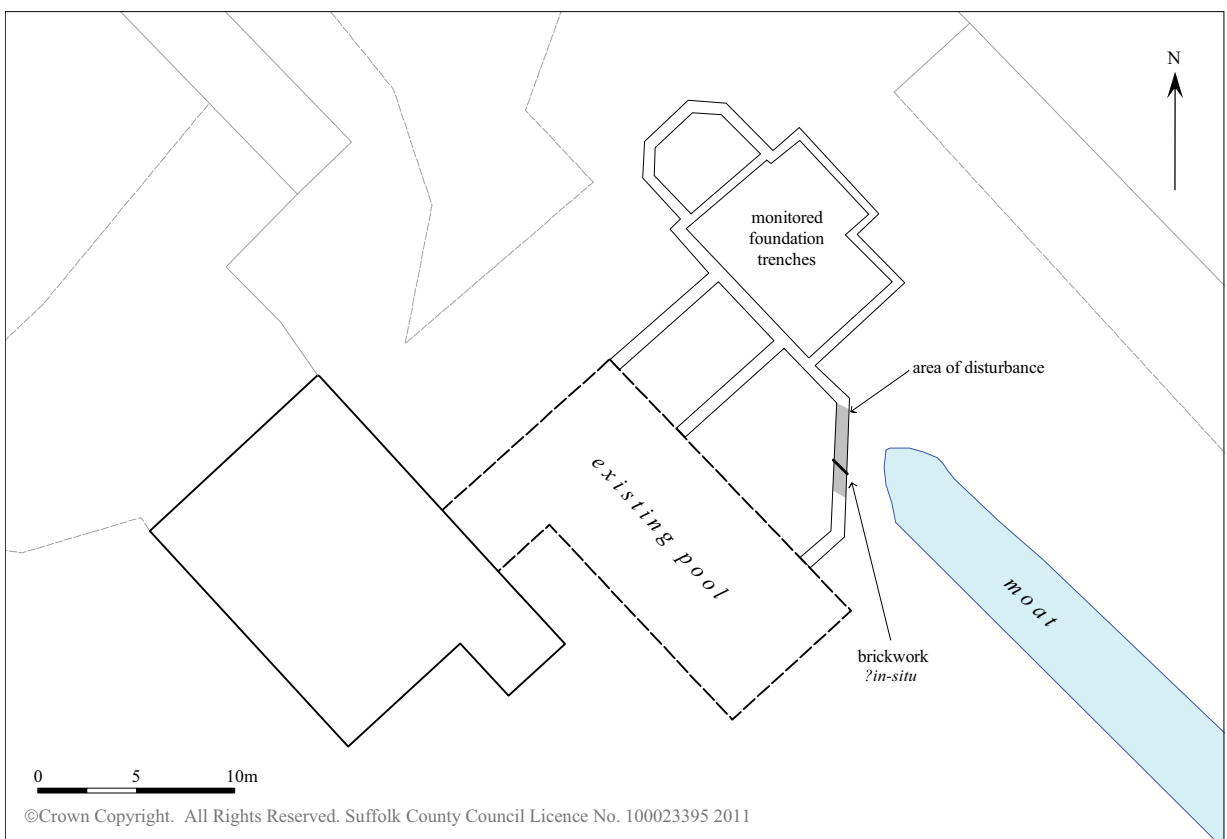 N
monitored
foundation
trenches
area of disturbance
existing pool
moat
brickwork
?in-situ
0 5 10m
©Crown Copyright. All Rights Reserved. Suffolk County Council Licence No. 100023395 2011